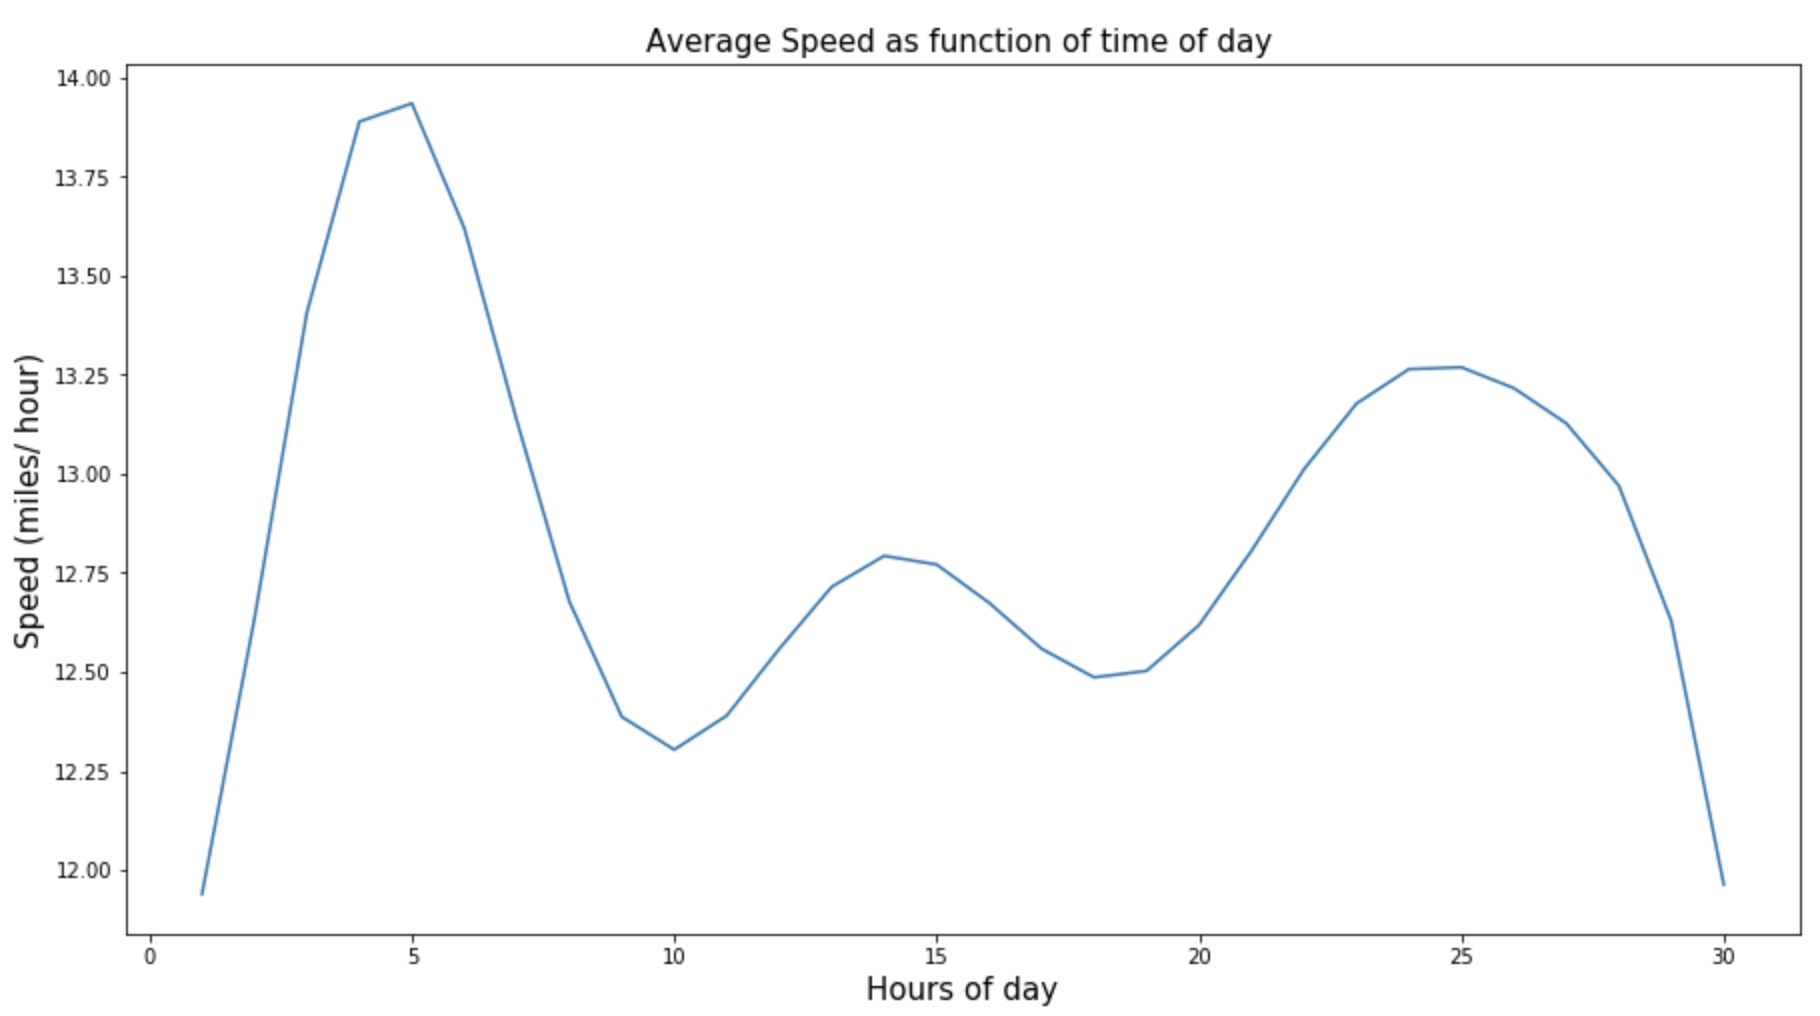 Average Speed as function of time of day
14.00
13.75
13.50
13.25
13.00
12.75
12.50
12.25
12.00
Speed (miles/ hour)
0 5 10 15 20 25 30
Hours of day